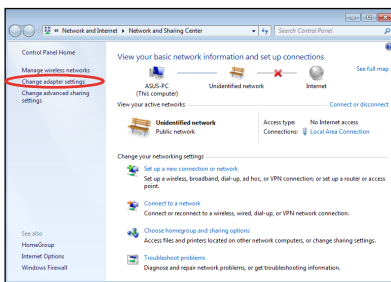 « Network and Internet ▸ Network and Sharing Center
Search Control Panel
Control Panel Home
Manage wireless networks
Change adapter settings
Change advanced sharing
settings
See also
HomeGroup
Internet Options
Windows Firewall
View your basic network information and set up connections
See full map
ASUS-PC
(This computer)
Unidentified network
Internet
View your active networks
Connect or disconnect
Unidentified network
Public network
Access type: No Internet access
Connections: Local Area Connection
Change your networking settings
Set up a new connection or network
Set up a wireless, broadband, dial-up, ad hoc, or VPN connection; or set up a router or access
point.
Connect to a network
Connect or reconnect to a wireless, wired, dial-up, or VPN network connection.
Choose homegroup and sharing options
Access files and printers located on other network computers, or change sharing settings.
Troubleshoot problems
Diagnose and repair network problems, or get troubleshooting information.